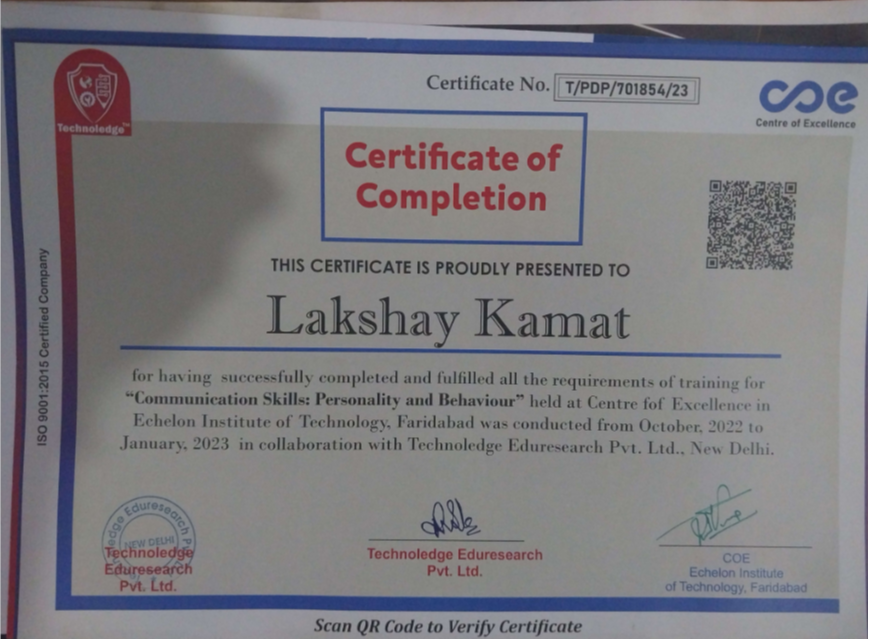 Certificate No. T/PDP/701854/23
Technoledge™
coe
Centre of Excellence
Certificate of
Completion
THIS CERTIFICATE IS PROUDLY PRESENTED TO
Lakshay Kamat
for having successfully completed and fulfilled all the requirements of training for
“Communication Skills: Personality and Behaviour” held at Centre fof Excellence in
Echelon Institute of Technology, Faridabad was conducted from October, 2022 to
January, 2023 in collaboration with Technoledge Eduresearch Pvt. Ltd., New Delhi.
ISO 9001:2015 Certified Company
NEW DELHI
Technoledge
Eduresearch
Pvt. Ltd.
Technoledge Eduresearch
Pvt. Ltd.
COE
Echelon Institute
of Technology, Faridabad
Scan QR Code to Verify Certificate